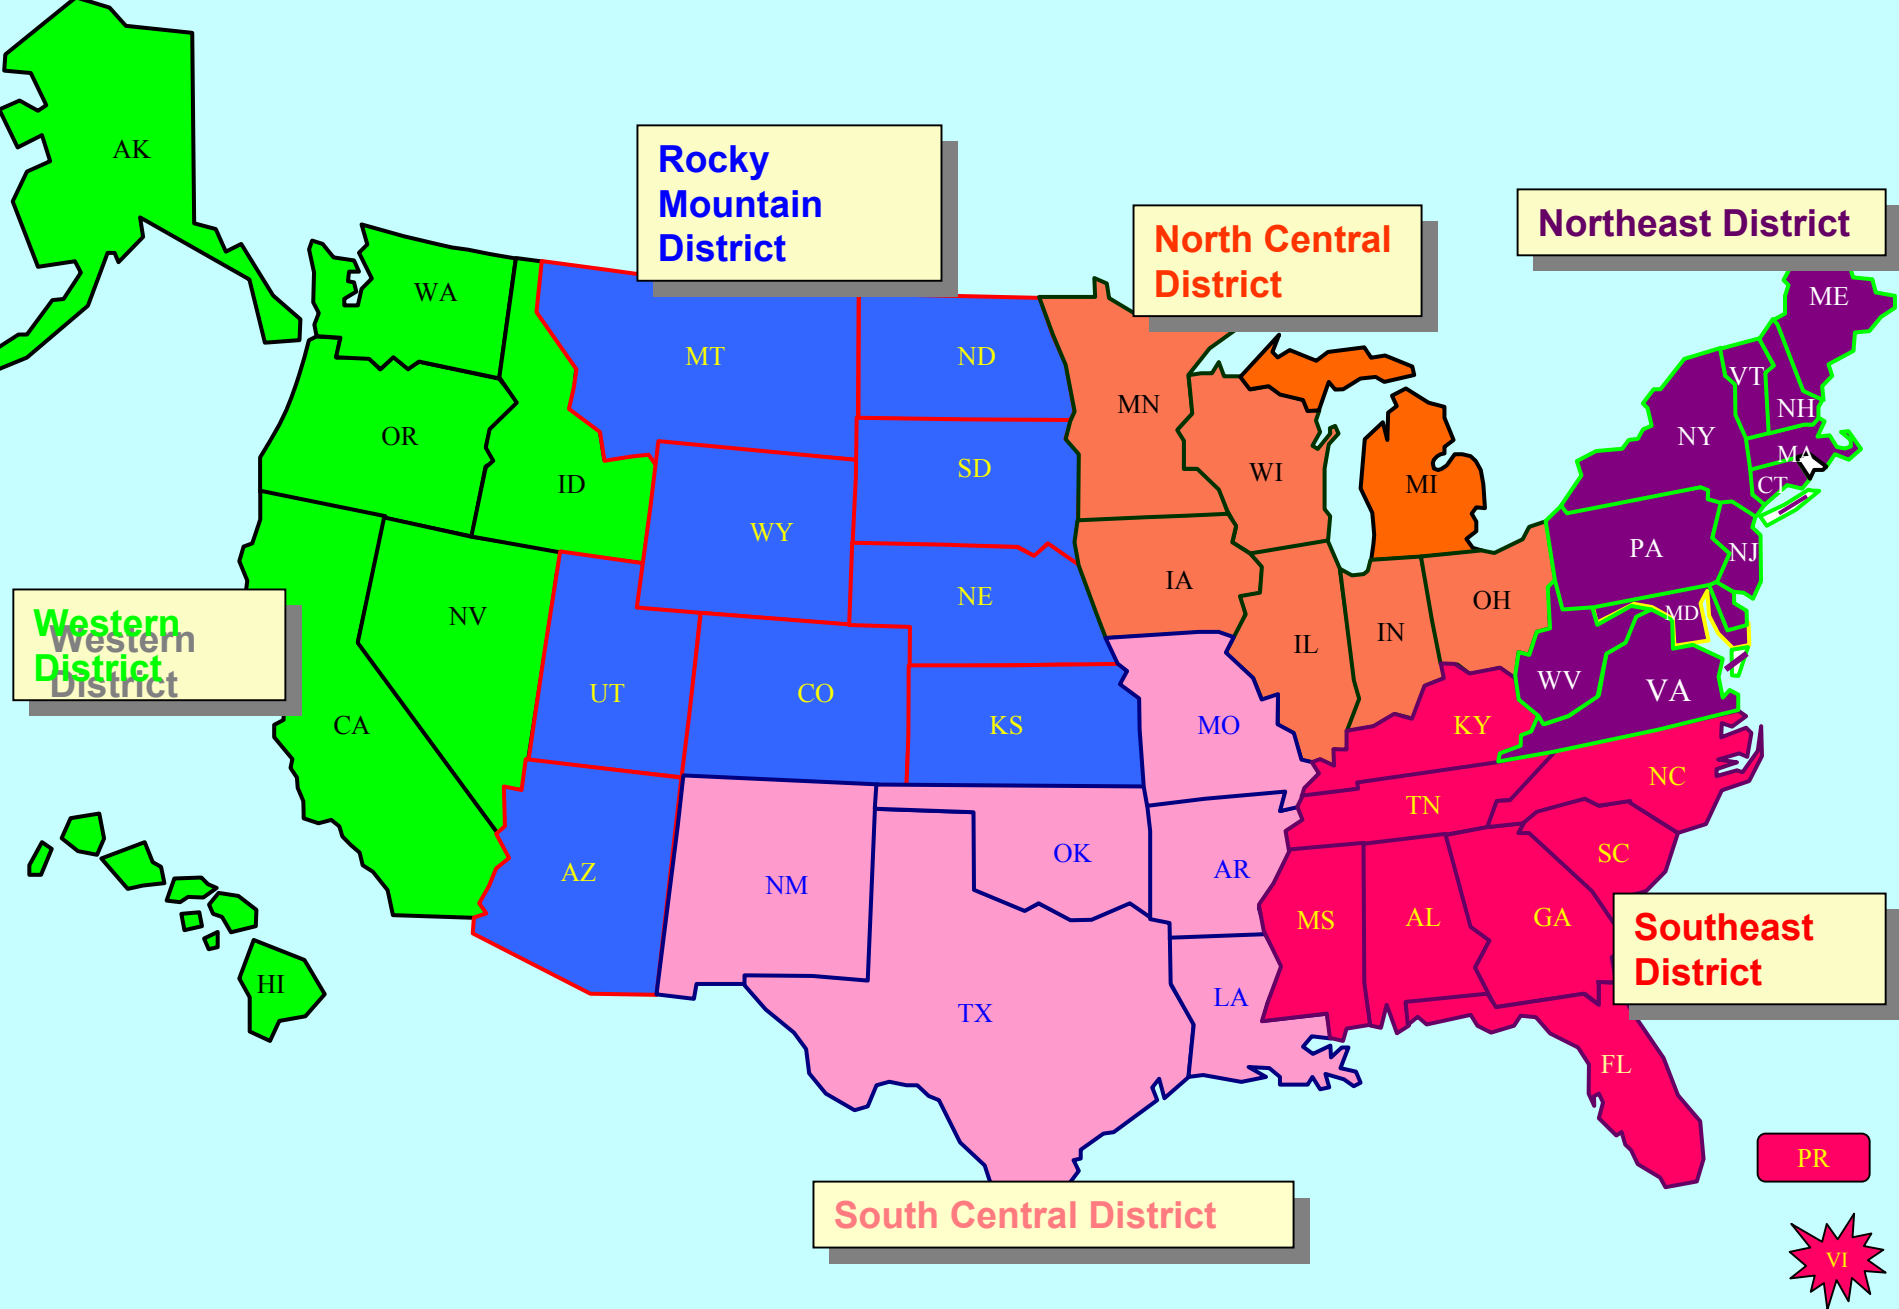 AK
Rocky
Mountain
District
North Central
District
Northeast District
WA
MT
ND
ME
OR
ID
SD
MN
WI
MI
VT
NH
NY
MA
CT
WY
NE
IA
PA
NJ
OH
MD
Western
District
Western
District
NV
UT
CO
KS
IL
IN
WV
VA
CA
MO
KY
NC
TN
AZ
NM
OK
AR
SC
MS
AL
GA
Southeast
District
HI
TX
LA
FL
PR
South Central District
VI